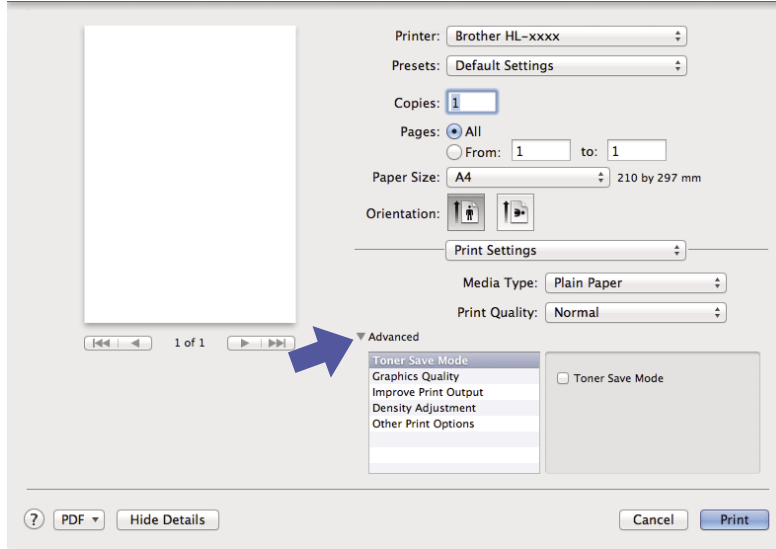 Printer: Brother HL-xxxx
Presets: Default Settings
Copies: 1
Pages: All
From: 1 to: 1
Paper Size: A4 210 by 297 mm
Orientation:
Print Settings
Media Type: Plain Paper
Print Quality: Normal
1 of 1
Advanced
Toner Save Mode
Graphics Quality
Improve Print Output
Density Adjustment
Other Print Options
Toner Save Mode
? PDF Hide Details Cancel Print